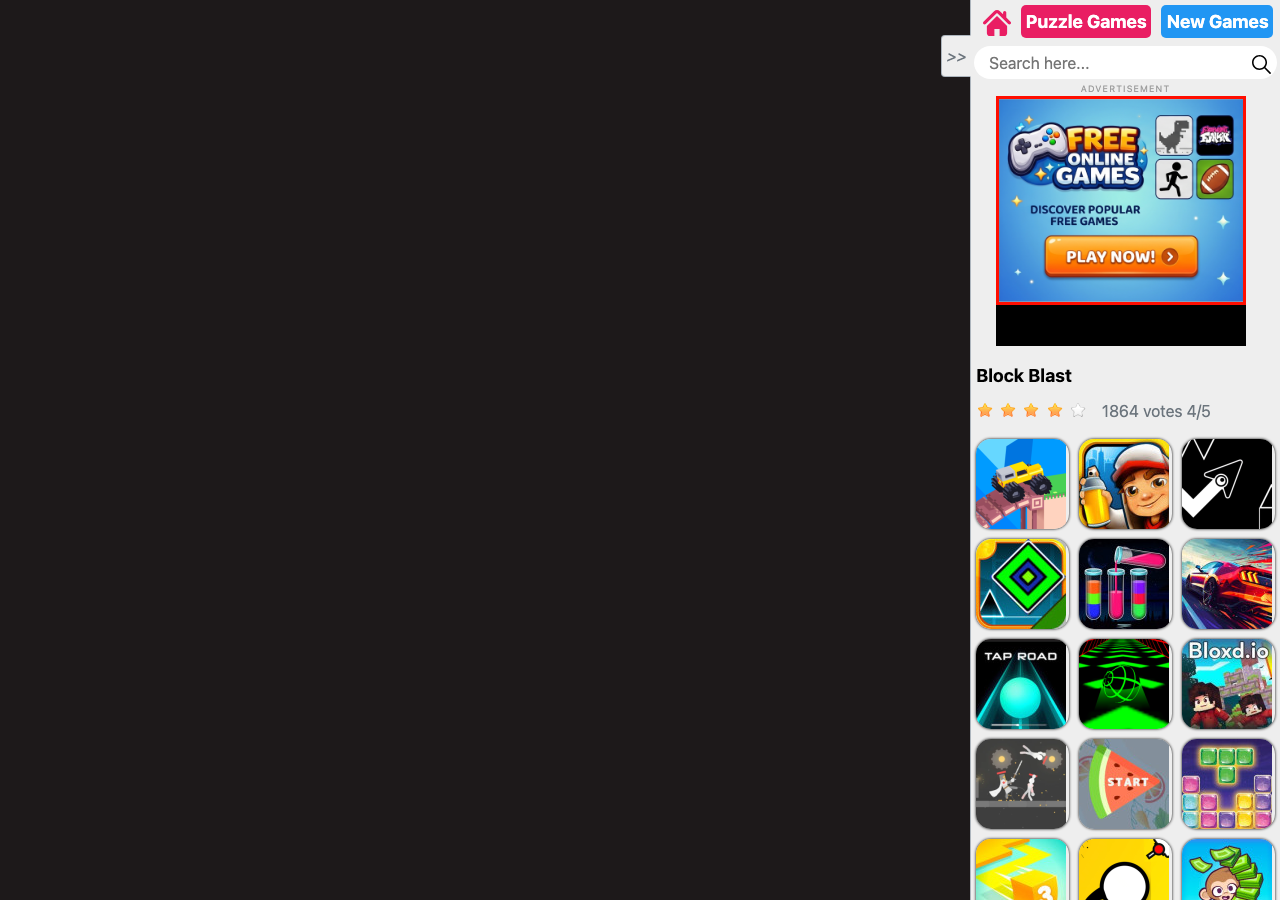 Puzzle Games
New Games
>>
Search here...
ADVERTISEMENT
FREE
ONLINE
GAMES
DISCOVER POPULAR
FREE GAMES
PLAY NOW!
Block Blast
1864 votes 4/5
TAP ROAD
Bloxd.io
START
3